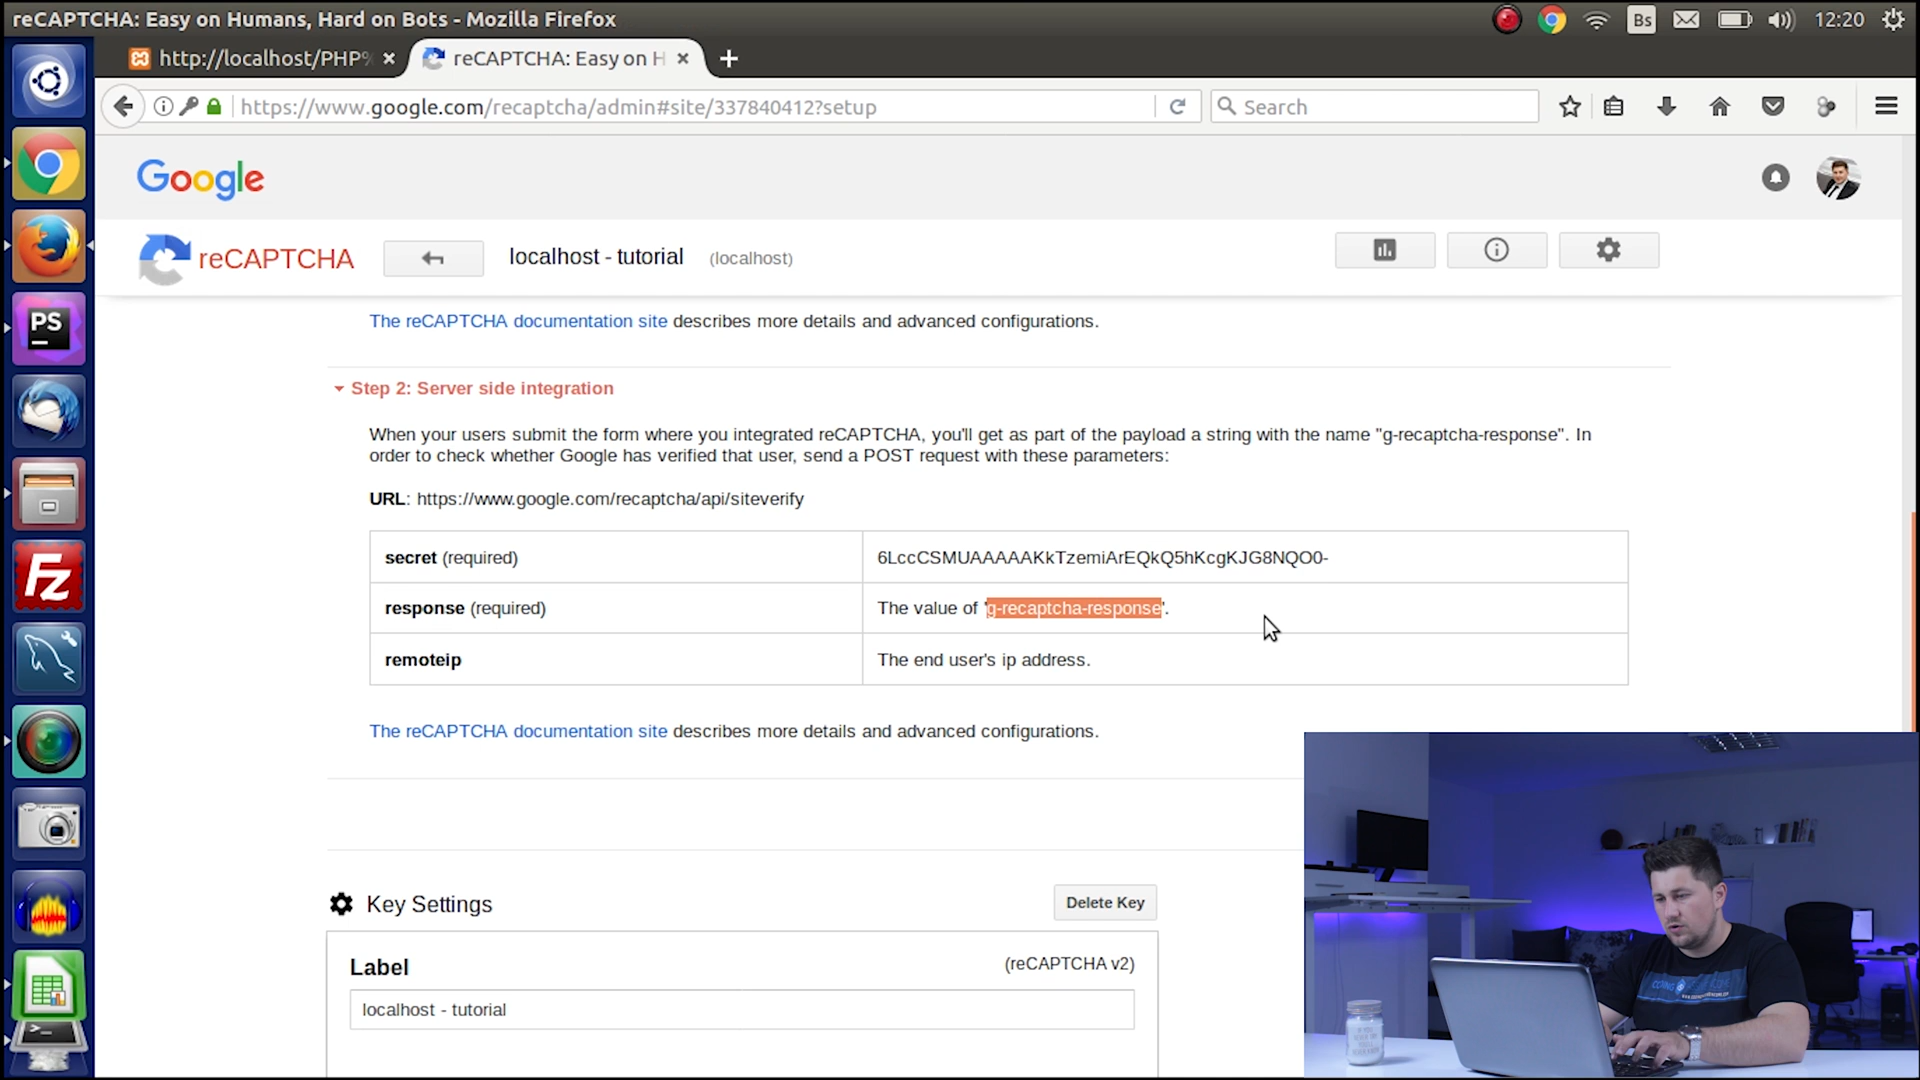 reCAPTCHA: Easy on Humans, Hard on Bots - Mozilla Firefox
Bs
12:20
http://localhost/PHP%
reCAPTCHA: Easy on H
https://www.google.com/recaptcha/admin#site/337840412?setup
Search
Google
reCAPTCHA
localhost - tutorial (localhost)
PS
The reCAPTCHA documentation site describes more details and advanced configurations.
Step 2: Server side integration
When your users submit the form where you integrated reCAPTCHA, you'll get as part of the payload a string with the name "g-recaptcha-response". In
order to check whether Google has verified that user, send a POST request with these parameters:
URL: https://www.google.com/recaptcha/api/siteverify
secret (required) 6LccCSMUAAAAAKkTzemiArEQkQ5hKcgKJG8NQO0-
response (required) The value of 'g-recaptcha-response'.
remoteip The end user's ip address.
Fz
The reCAPTCHA documentation site describes more details and advanced configurations.
Key Settings
Delete Key
Label (reCAPTCHA v2)
localhost - tutorial